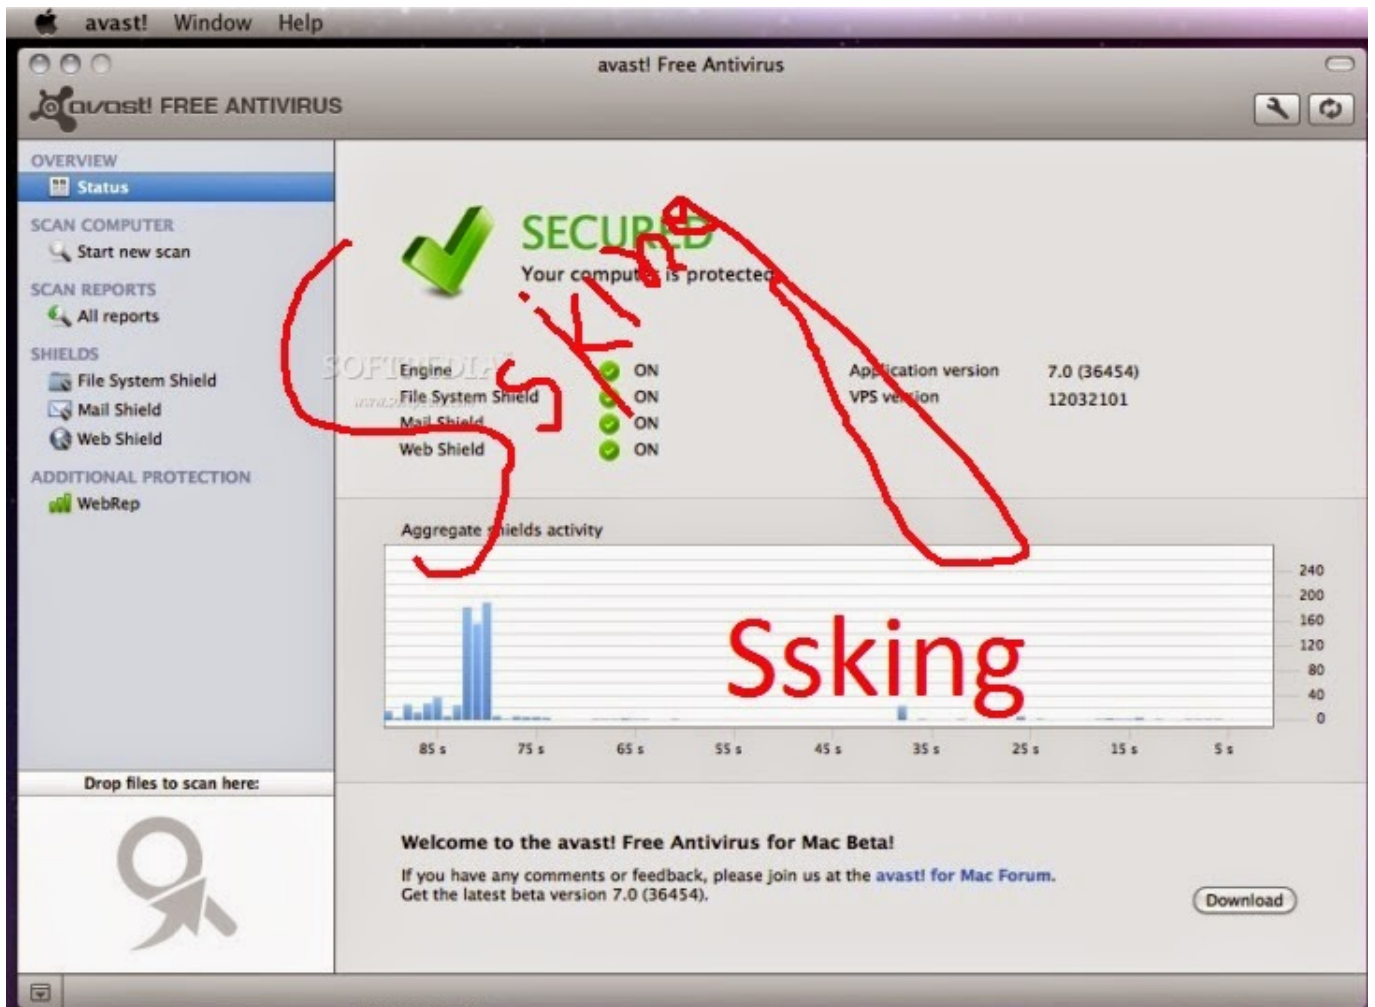 avast! Window Help
avast! Free Antivirus
avast! FREE ANTIVIRUS
OVERVIEW
Status
SCAN COMPUTER
Start new scan
SCAN REPORTS
All reports
SHIELDS
File System Shield
Mail Shield
Web Shield
ADDITIONAL PROTECTION
WebRep
Drop files to scan here:
SECURED
Your computer is protected
Ssking
SOFTPEDIA
www.softpedia.com
Engine ON
File System Shield ON
Mail Shield ON
Web Shield ON
Application version 7.0 (36454)
VPS version 12032101
Aggregate shields activity
240
200
160
120
80
40
0
Ssking
85 s 75 s 65 s 55 s 45 s 35 s 25 s 15 s 5 s
Welcome to the avast! Free Antivirus for Mac Beta!
If you have any comments or feedback, please join us at the avast! for Mac Forum.
Get the latest beta version 7.0 (36454).
Download